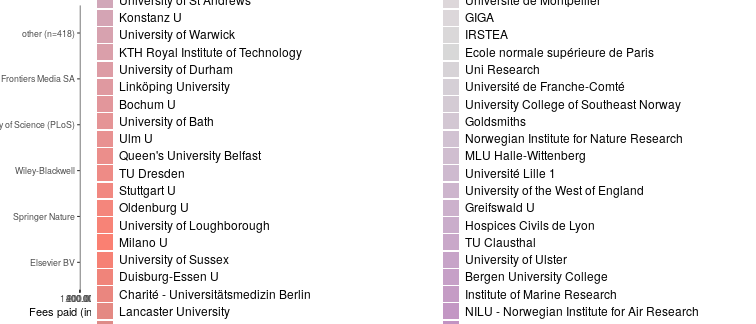 University of St Andrews
Konstanz U
University of Warwick
KTH Royal Institute of Technology
University of Durham
Linköping University
Bochum U
University of Bath
Ulm U
Queen's University Belfast
TU Dresden
Stuttgart U
Oldenburg U
University of Loughborough
Milano U
University of Sussex
Duisburg-Essen U
Charité - Universitätsmedizin Berlin
Lancaster University
Université de Montpellier
GIGA
IRSTEA
Ecole normale supérieure de Paris
Uni Research
Université de Franche-Comté
University College of Southeast Norway
Goldsmiths
Norwegian Institute for Nature Research
MLU Halle-Wittenberg
Université Lille 1
University of the West of England
Greifswald U
Hospices Civils de Lyon
TU Clausthal
University of Ulster
Bergen University College
Institute of Marine Research
NILU - Norwegian Institute for Air Research
other (n=418)
Frontiers Media SA
y of Science (PLoS)
Wiley-Blackwell
Springer Nature
Elsevier BV
Fees paid (in